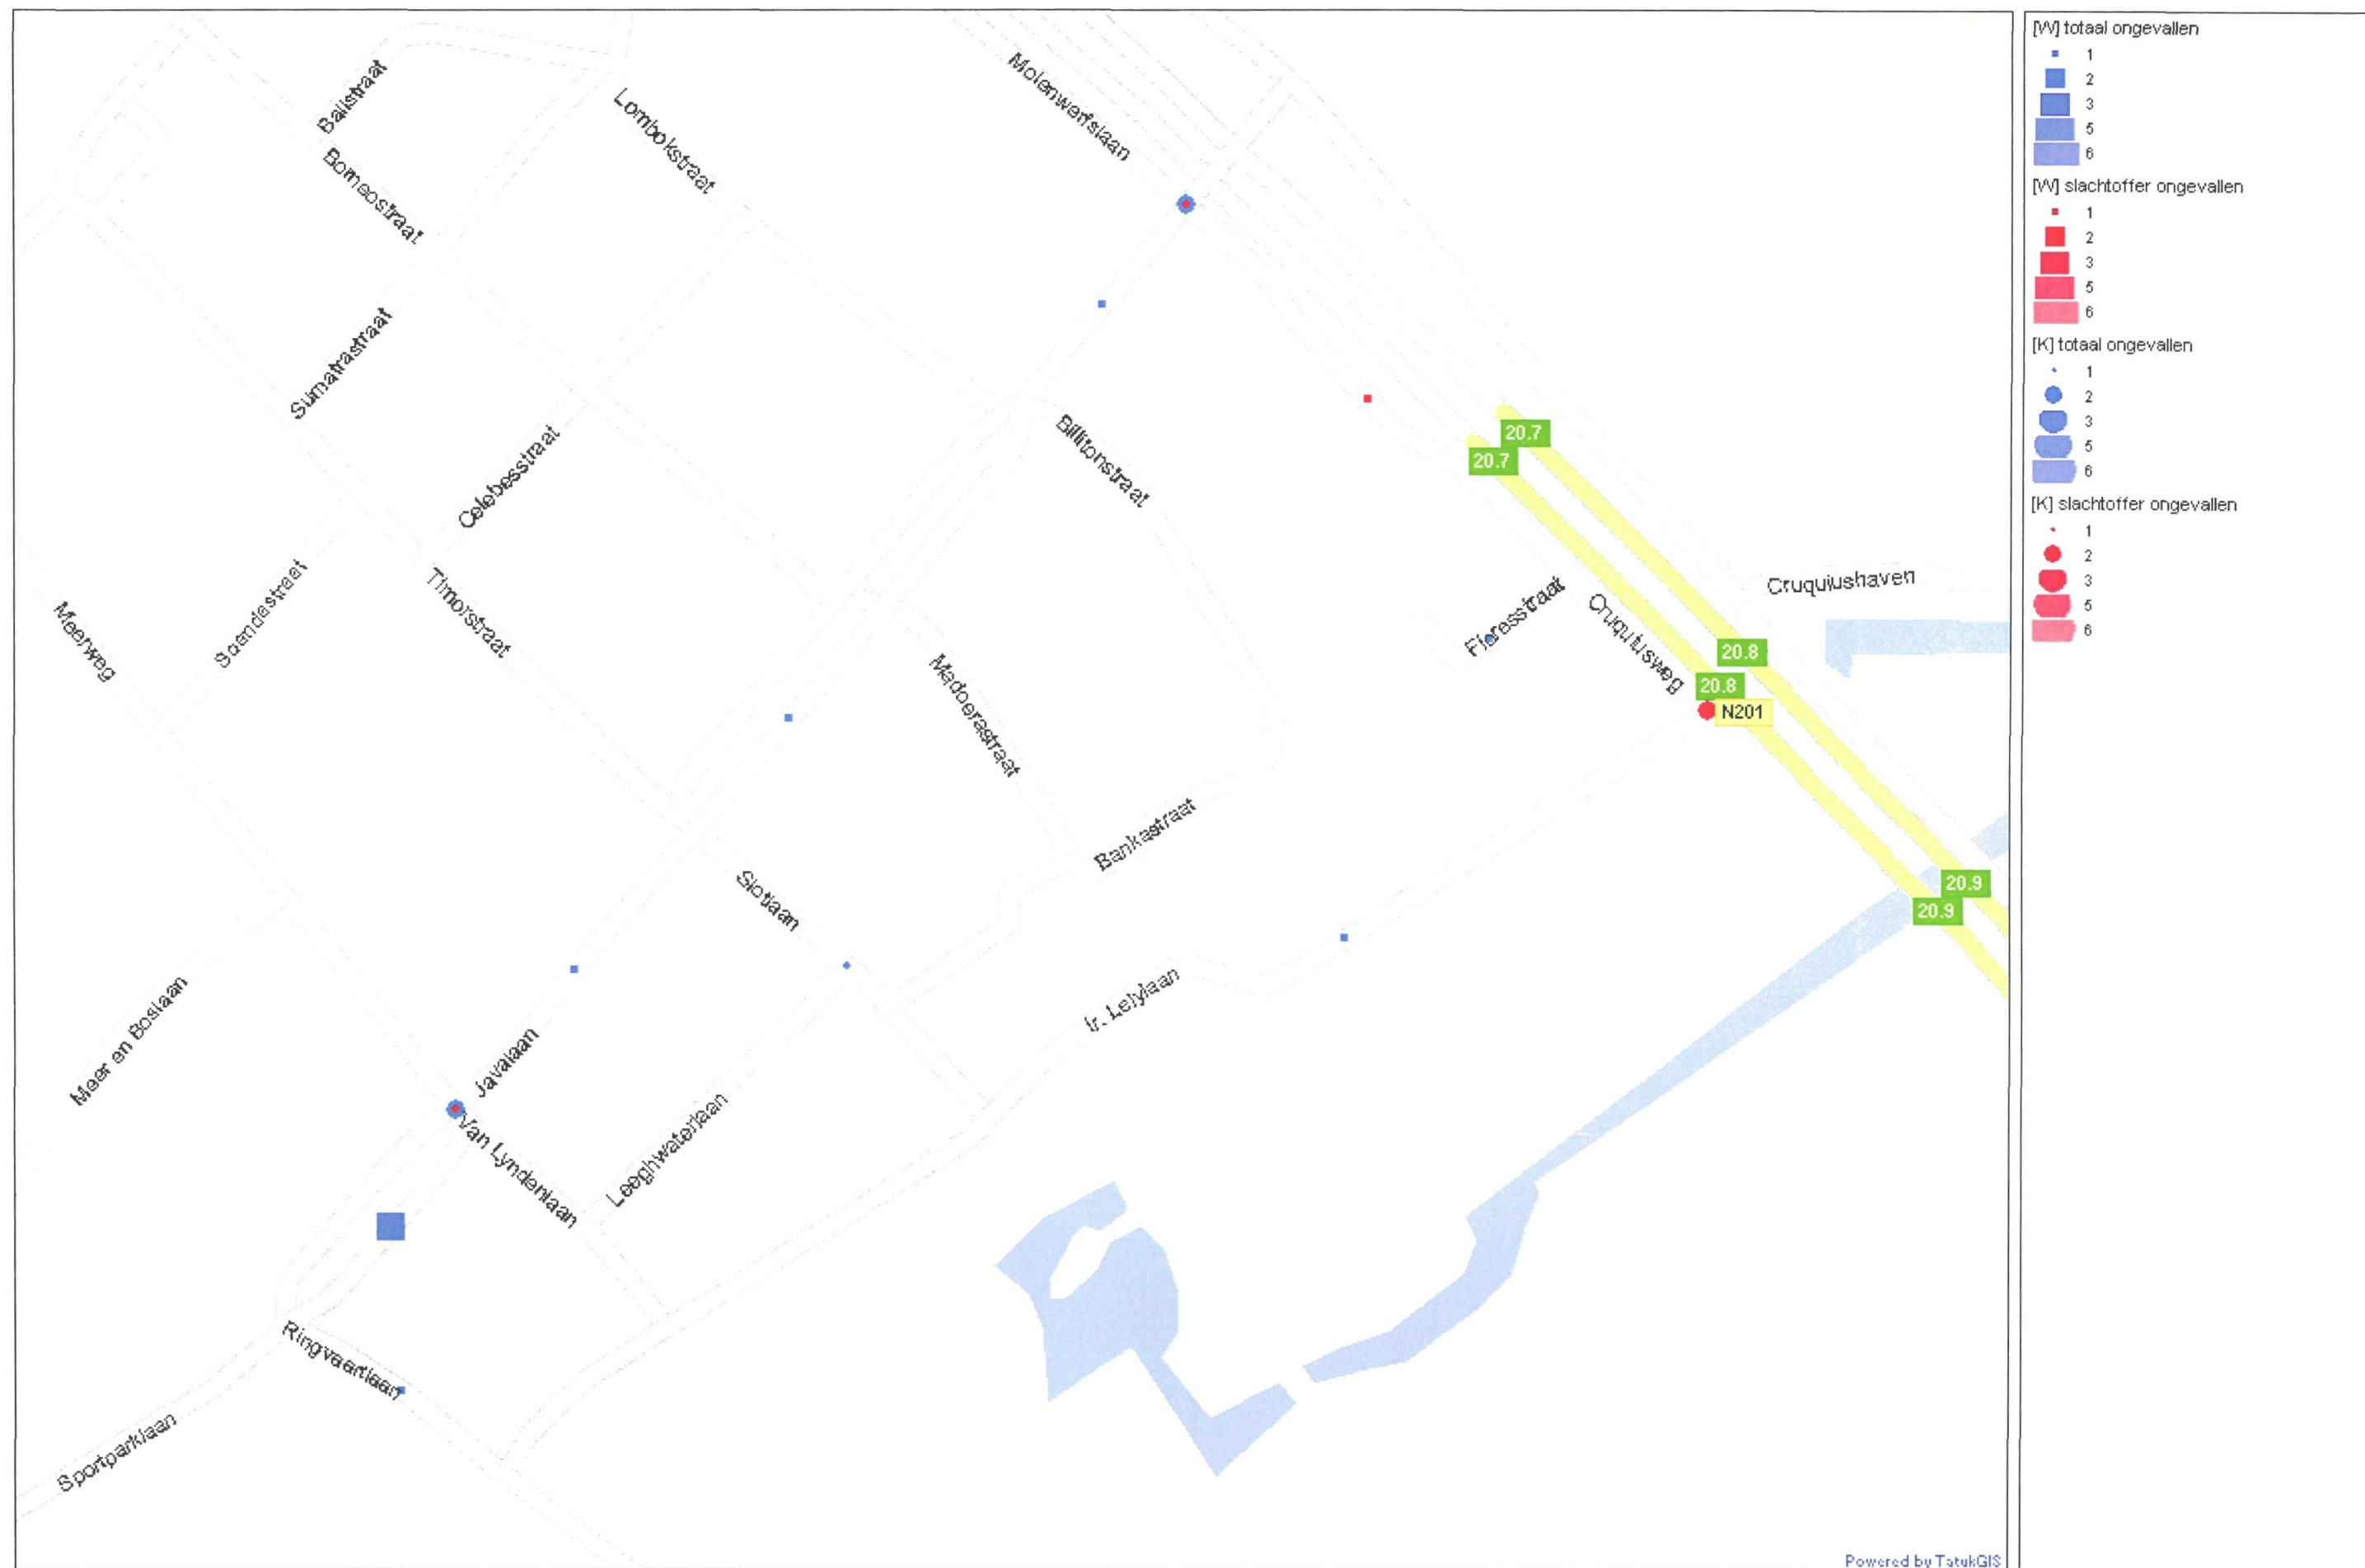 Balistraat
Borneostraat
Lombokstraat
Molenwerfslaan
Sumatrastraat
Celebesstraat
Billitonstraat
20.7
20.7
Meerweg
Soendastraat
Timorstraat
Floresstraat
Cruquiusweg
Cruquiushaven
20.8
20.8
N201
Madoerastraat
Bankastraat
Slotlaan
20.9
20.9
Meer en Boslaan
Javalaan
Ir. Lelylaan
Van Lyndenlaan
Leeghwaterlaan
Ringvaartlaan
Sportparklaan
Powered by TatukGIS
[W] totaal ongevallen
1
2
3
5
6
[W] slachtoffer ongevallen
1
2
3
5
6
[K] totaal ongevallen
1
2
3
5
6
[K] slachtoffer ongevallen
1
2
3
5
6